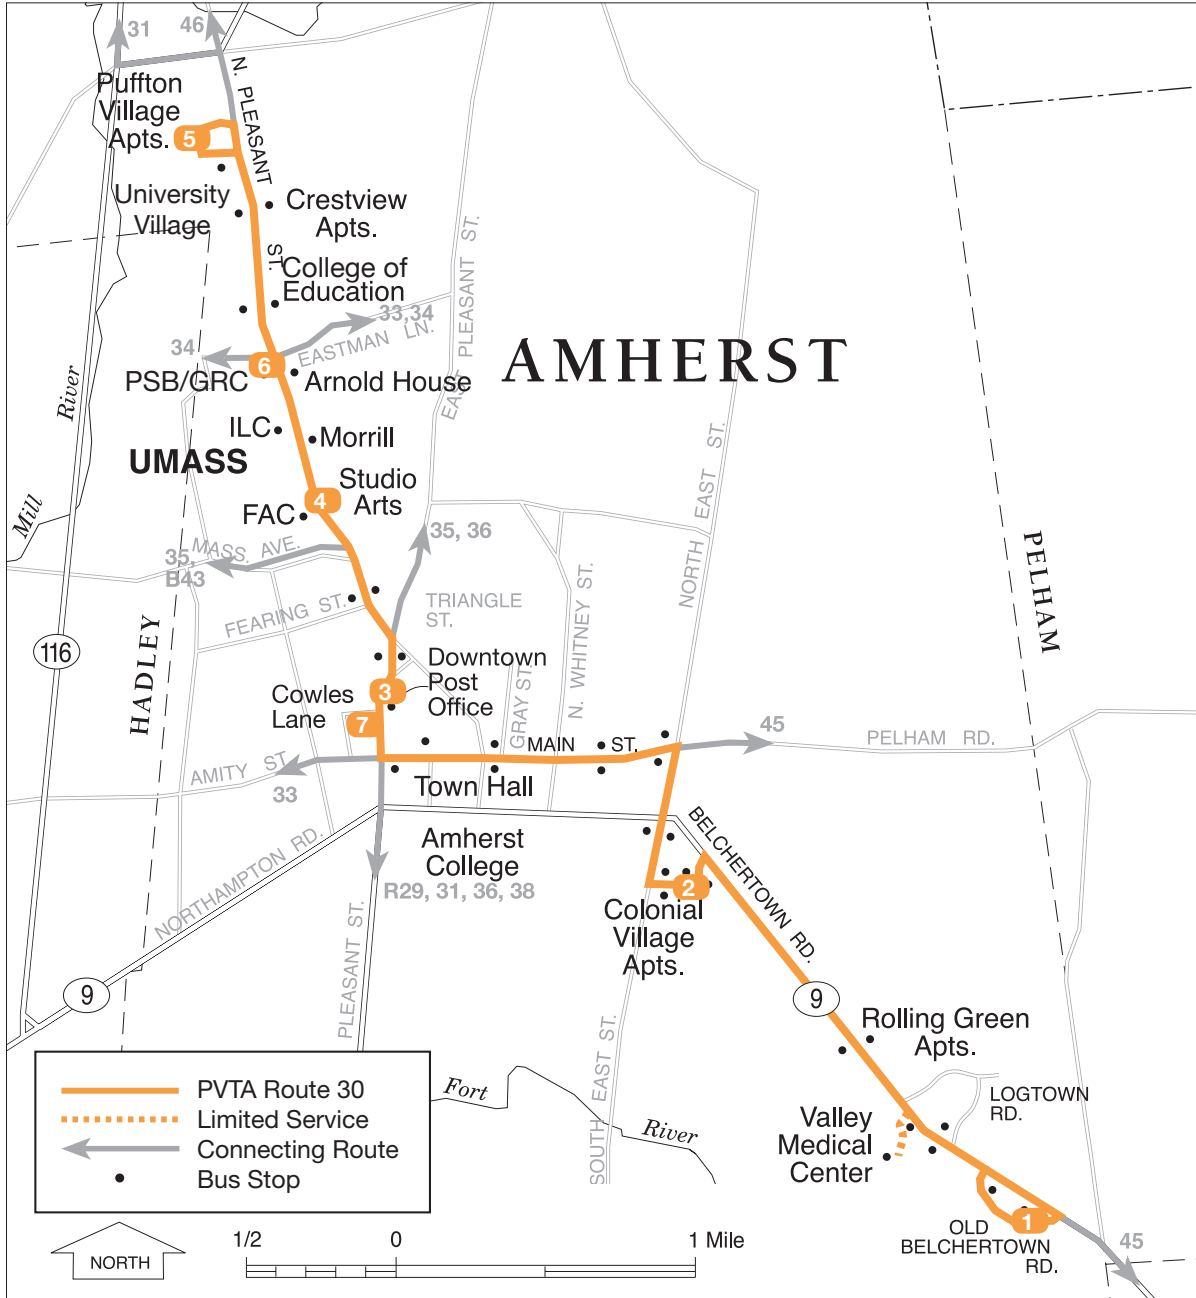 31
46
N. PLEASANT
ST.
Puffton
Village
Apts.
5
University
Village
Crestview
Apts.
College of
Education
33,34
EASTMAN LN.
34
6
PSB/GRC
Arnold House
EAST PLEASANT ST.
AMHERST
River
Mill
ILC
Morrill
UMASS
Studio
Arts
4
FAC
MASS. AVE.
35,
B43
35, 36
NORTH EAST ST.
PELHAM
HADLEY
116
FEARING ST.
TRIANGLE
ST.
N. WHITNEY ST.
GRAY ST.
Downtown
Post
Office
3
Cowles
Lane
7
MAIN ST.
45
PELHAM RD.
AMITY ST.
33
Town Hall
NORTHAMPTON RD.
Amherst
College
R29, 31, 36, 38
BELCHERTOWN RD.
2
Colonial
Village
Apts.
PLEASANT ST.
9
9
SOUTH EAST ST.
Rolling Green
Apts.
LOGTOWN
RD.
Fort
River
Valley
Medical
Center
1
OLD
BELCHERTOWN
RD.
45
PVTA Route 30
Limited Service
Connecting Route
Bus Stop
NORTH
1/2
0
1 Mile